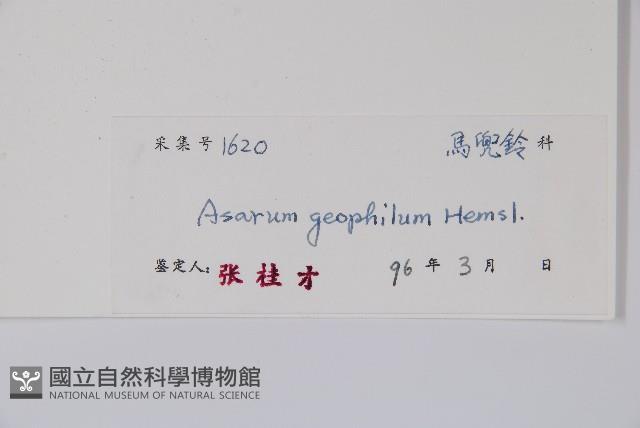 采集号 1620 馬兜鈴 科
Asarum geophilum Hemsl.
鉴定人: 张桂才 96 年 3 月 日
國立自然科學博物館
NATIONAL MUSEUM OF NATURAL SCIENCE